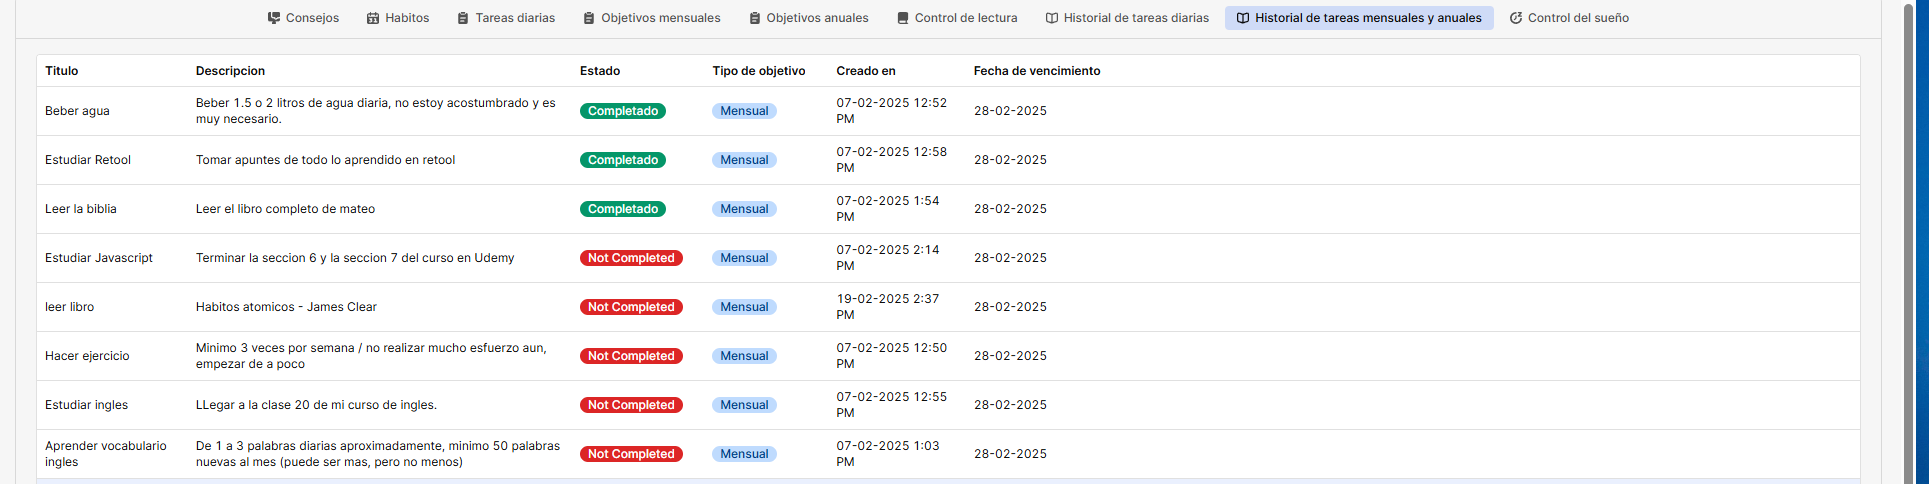 Consejos Habitos Tareas diarias Objetivos mensuales Objetivos anuales Control de lectura Historial de tareas diarias Historial de tareas mensuales y anuales Control del sueño
Titulo Descripcion Estado Tipo de objetivo Creado en Fecha de vencimiento
Beber agua Beber 1.5 o 2 litros de agua diaria, no estoy acostumbrado y es
muy necesario. Completado Mensual 07-02-2025 12:52
PM 28-02-2025
Estudiar Retool Tomar apuntes de todo lo aprendido en retool Completado Mensual 07-02-2025 12:58
PM 28-02-2025
Leer la biblia Leer el libro completo de mateo Completado Mensual 07-02-2025 1:54
PM 28-02-2025
Estudiar Javascript Terminar la seccion 6 y la seccion 7 del curso en Udemy Not Completed Mensual 07-02-2025 2:14
PM 28-02-2025
leer libro Habitos atomicos - James Clear Not Completed Mensual 19-02-2025 2:37
PM 28-02-2025
Hacer ejercicio Minimo 3 veces por semana / no realizar mucho esfuerzo aun,
empezar de a poco Not Completed Mensual 07-02-2025 12:50
PM 28-02-2025
Estudiar ingles LLegar a la clase 20 de mi curso de ingles. Not Completed Mensual 07-02-2025 12:55
PM 28-02-2025
Aprender vocabulario
ingles De 1 a 3 palabras diarias aproximadamente, minimo 50 palabras
nuevas al mes (puede ser mas, pero no menos) Not Completed Mensual 07-02-2025 1:03
PM 28-02-2025